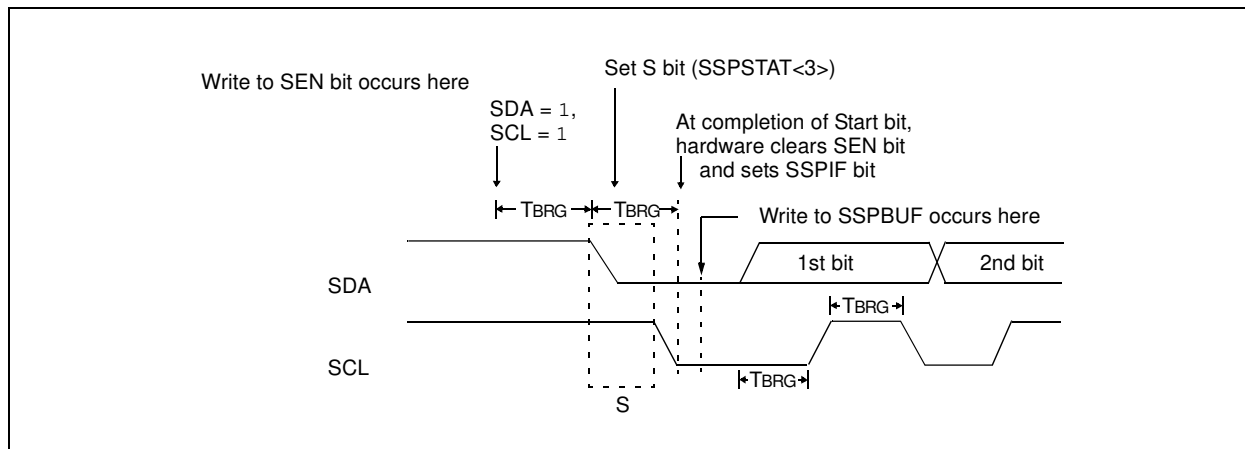 Write to SEN bit occurs here
Set S bit (SSPSTAT<3>)
SDA = 1,
SCL = 1
At completion of Start bit,
hardware clears SEN bit
and sets SSPIF bit
TBRG
TBRG
Write to SSPBUF occurs here
SDA
1st bit
2nd bit
TBRG
SCL
TBRG
S